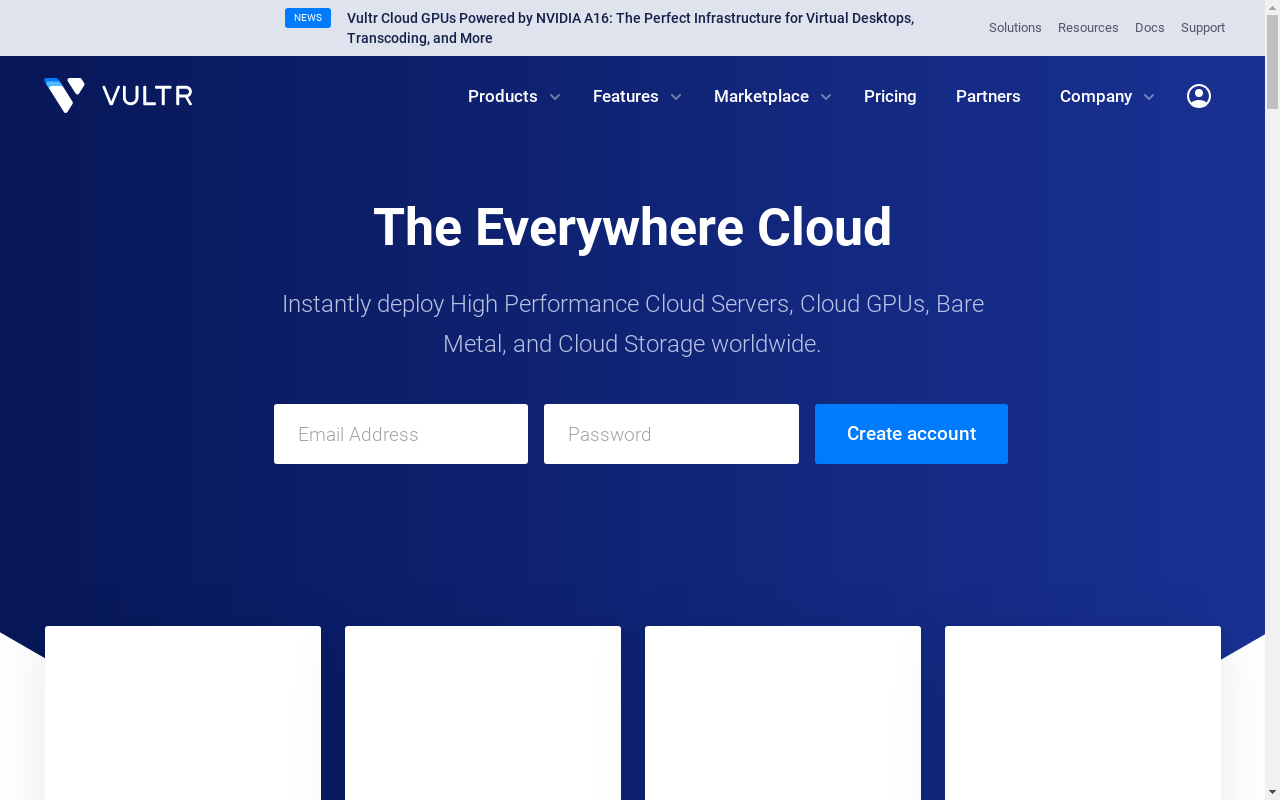 NEWS
Vultr Cloud GPUs Powered by NVIDIA A16: The Perfect Infrastructure for Virtual Desktops,
Transcoding, and More
Solutions Resources Docs Support
VULTR
Products Features Marketplace Pricing Partners Company
The Everywhere Cloud
Instantly deploy High Performance Cloud Servers, Cloud GPUs, Bare
Metal, and Cloud Storage worldwide.
Email Address Password Create account